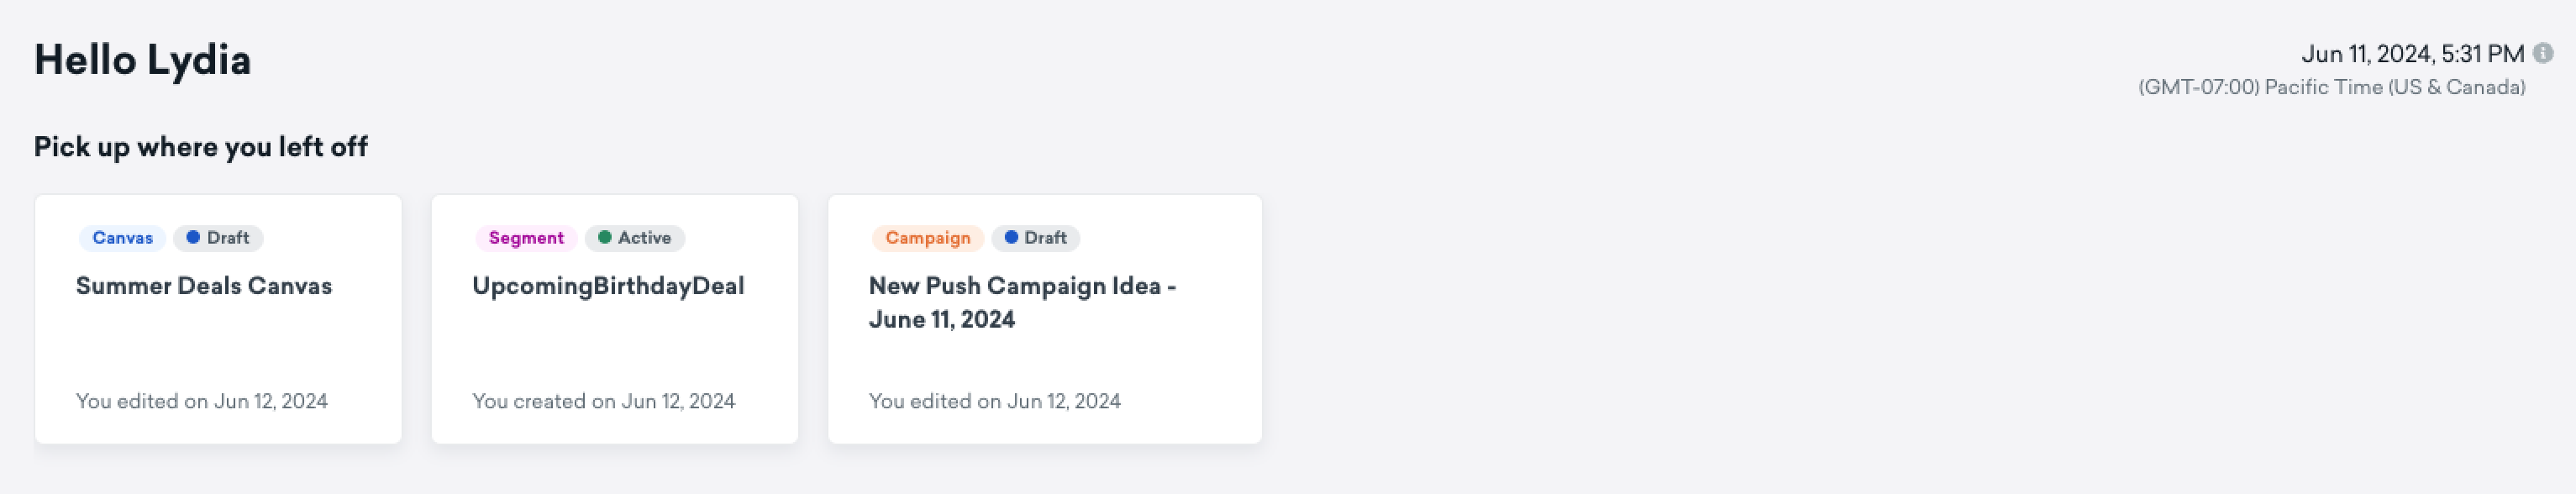 Hello Lydia
Jun 11, 2024, 5:31 PM
(GMT-07:00) Pacific Time (US & Canada)
Pick up where you left off
Canvas Draft
Summer Deals Canvas
You edited on Jun 12, 2024
Segment Active
UpcomingBirthdayDeal
You created on Jun 12, 2024
Campaign Draft
New Push Campaign Idea -
June 11, 2024
You edited on Jun 12, 2024